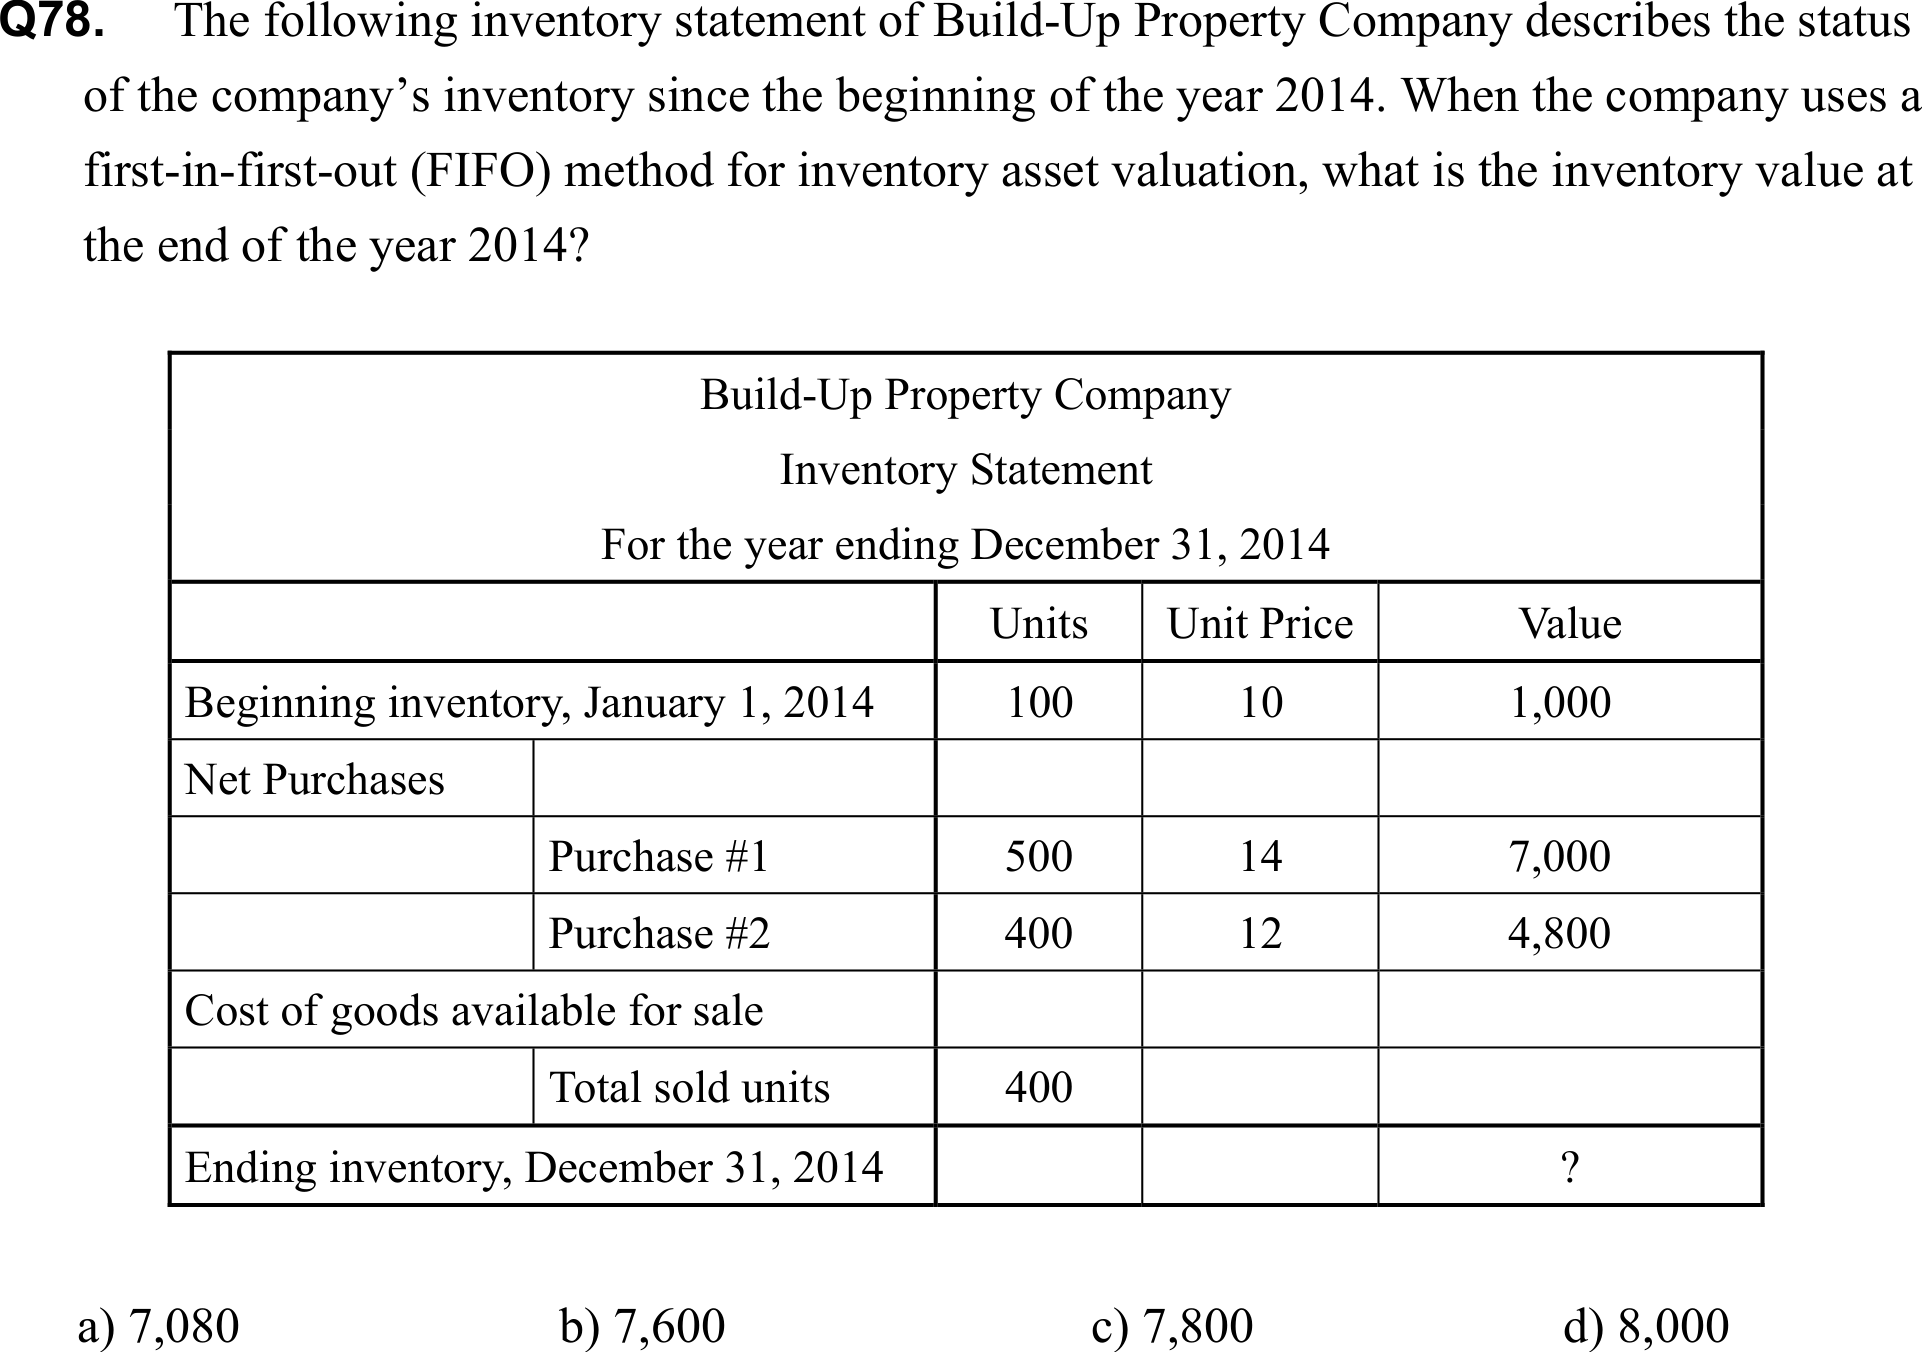 Q78. The following inventory statement of Build-Up Property Company describes the status
of the company’s inventory since the beginning of the year 2014. When the company uses a
first-in-first-out (FIFO) method for inventory asset valuation, what is the inventory value at
the end of the year 2014?
Build-Up Property Company
Inventory Statement
For the year ending December 31, 2014
Units Unit Price Value
Beginning inventory, January 1, 2014 100 10 1,000
Net Purchases
Purchase #1 500 14 7,000
Purchase #2 400 12 4,800
Cost of goods available for sale
Total sold units 400
Ending inventory, December 31, 2014 ?
a) 7,080 b) 7,600 c) 7,800 d) 8,000